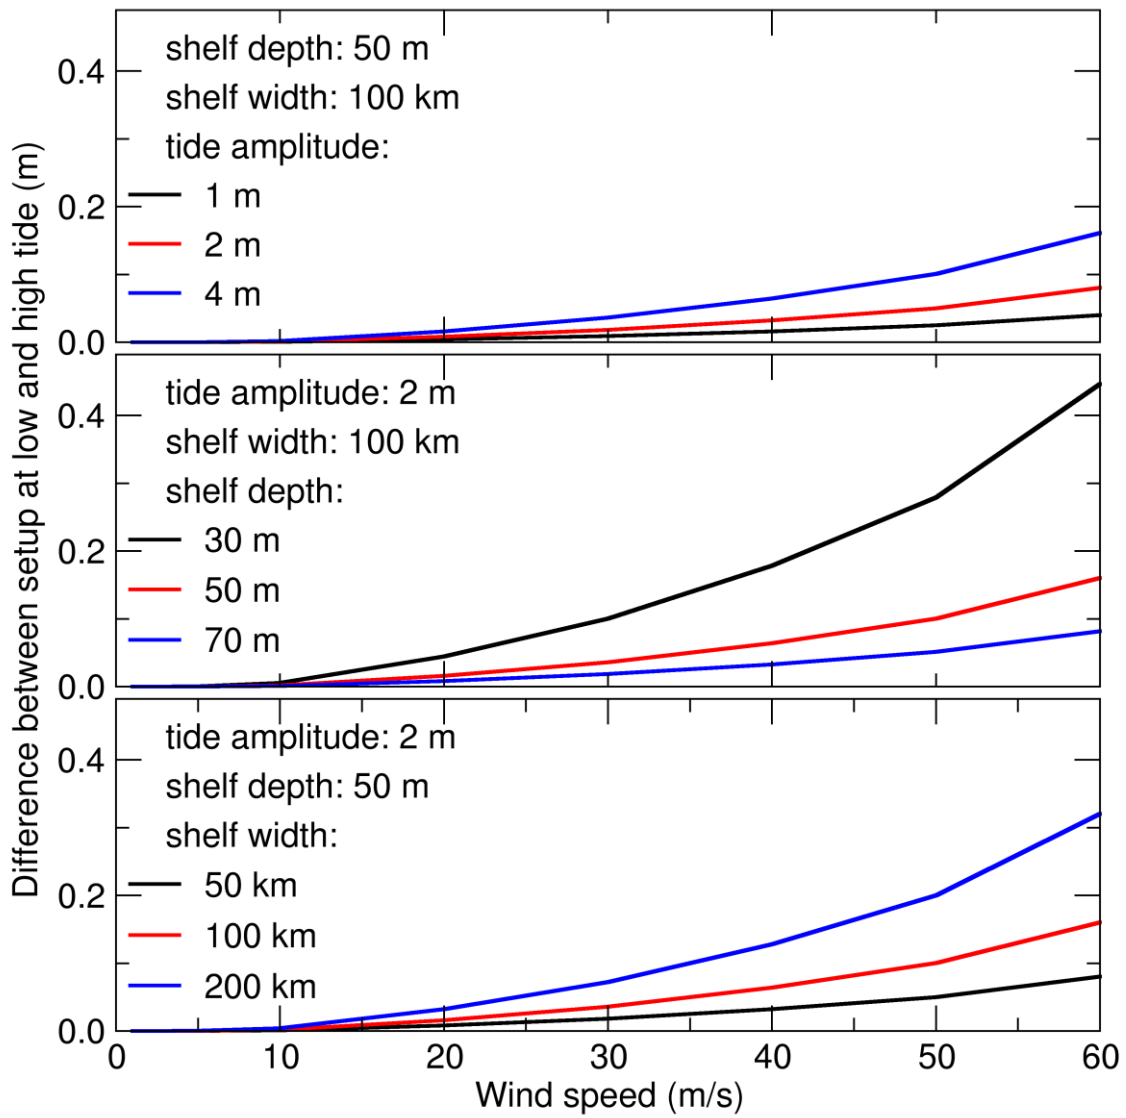 Difference between setup at low and high tide (m)
shelf depth: 50 m
shelf width: 100 km
tide amplitude:
1 m
2 m
4 m
0.4
0.2
0.0
tide amplitude: 2 m
shelf width: 100 km
shelf depth:
30 m
50 m
70 m
0.4
0.2
0.0
tide amplitude: 2 m
shelf depth: 50 m
shelf width:
50 km
100 km
200 km
0.4
0.2
0.0
0 10 20 30 40 50 60
Wind speed (m/s)